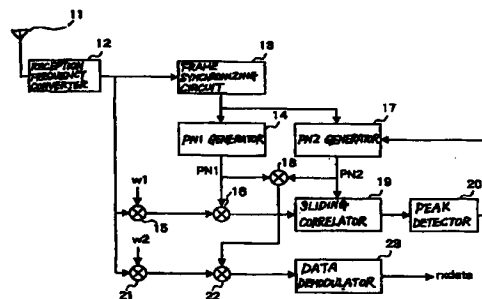 11
12
RECEPTION
FREQUENCY
CONVERTER
13
FRAME
SYNCHRONIZING
CIRCUIT
14
PN1 GENERATOR
17
PN2 GENERATOR
PN1
18
PN2
w1
15
16
19
SLIDING
CORRELATOR
20
PEAK
DETECTOR
w2
21
22
23
DATA
DEMODULATOR
rxdata